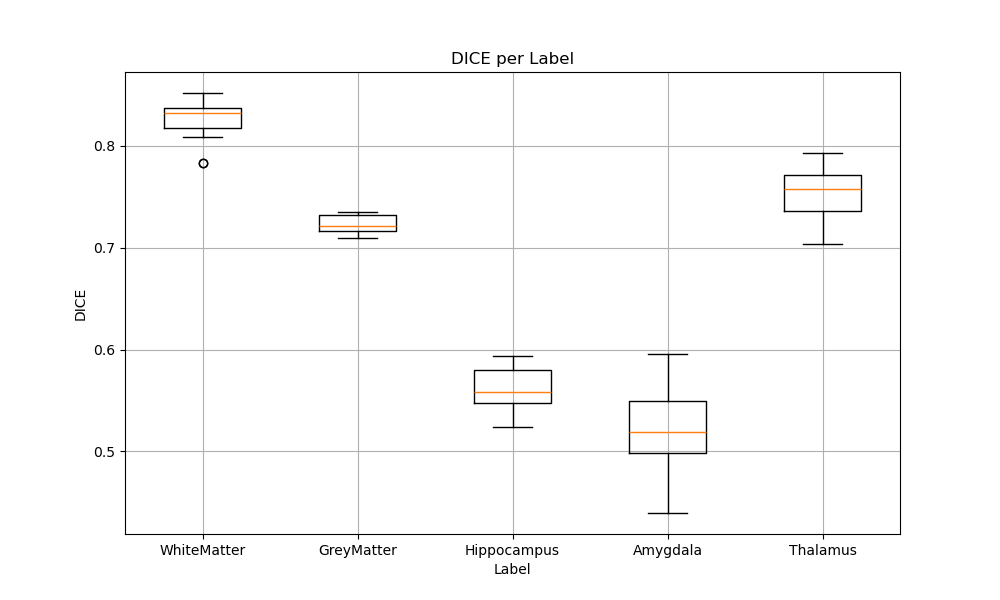 DICE per Label
DICE
0.8
0.7
0.6
0.5
WhiteMatter
GreyMatter
Hippocampus
Amygdala
Thalamus
Label